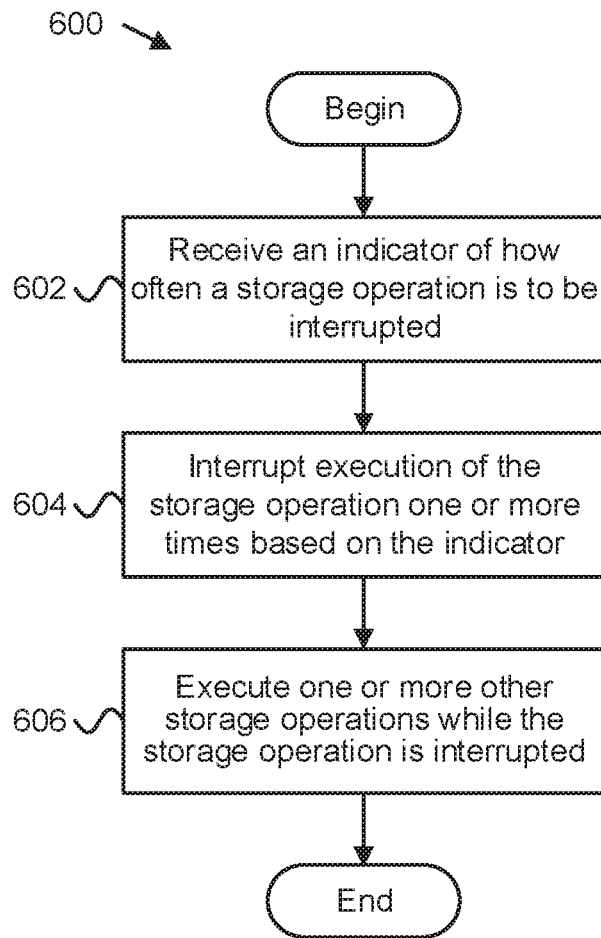 600
Begin
602
Receive an indicator of how
often a storage operation is to be
interrupted
604
Interrupt execution of the
storage operation one or more
times based on the indicator
606
Execute one or more other
storage operations while the
storage operation is interrupted
End